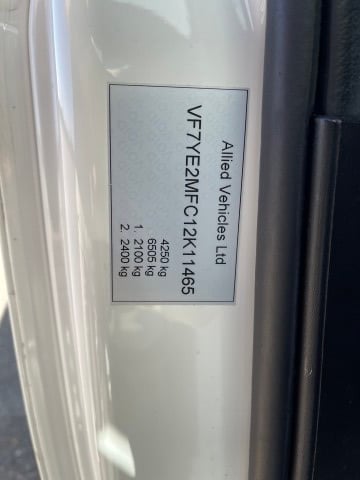 Allied Vehicles Ltd
VF7YE2MFC12K11465
4250 kg
6505 kg
1. 2100 kg
2. 2400 kg